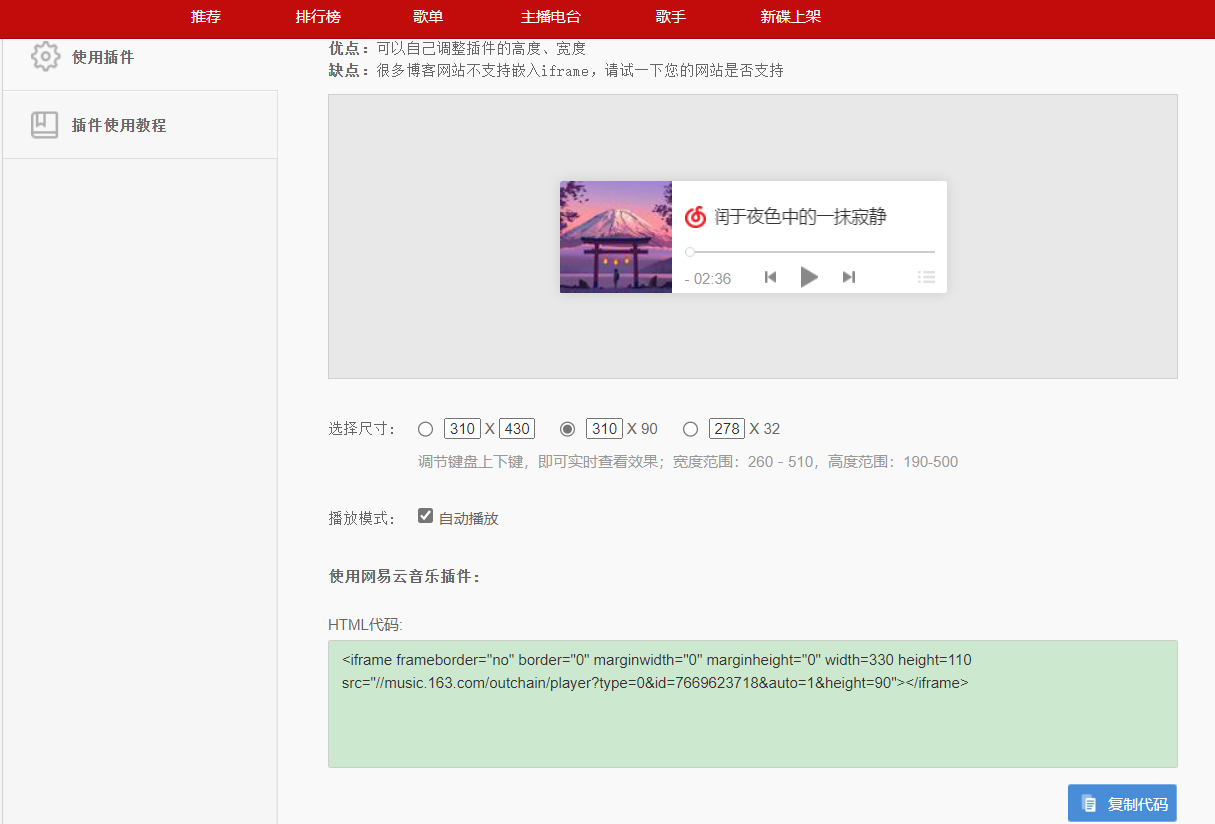 推荐 排行榜 歌单 主播电台 歌手 新碟上架
使用插件
插件使用教程
优点：可以自己调整插件的高度、宽度
缺点：很多博客网站不支持嵌入iframe，请试一下您的网站是否支持
润于夜色中的一抹寂静
- 02:36
选择尺寸： 310 X 430 310 X 90 278 X 32
调节键盘上下键，即可实时查看效果；宽度范围：260 - 510，高度范围：190-500
播放模式： 自动播放
使用网易云音乐插件：
HTML代码:
<iframe frameborder="no" border="0" marginwidth="0" marginheight="0" width=330 height=110
src="//music.163.com/outchain/player?type=0&id=7669623718&auto=1&height=90"></iframe>
复制代码